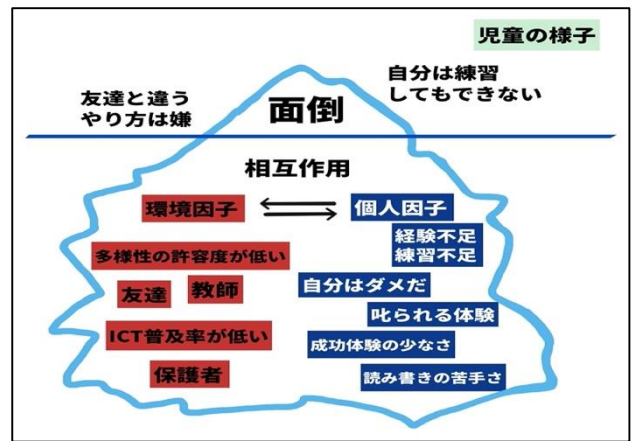 児童の様子
友達と違う
やり方は嫌
面倒
自分は練習
してもできない
相互作用
環境因子
個人因子
多様性の許容度が低い
友達
教師
ICT普及率が低い
保護者
経験不足
練習不足
自分はダメだ
叱られる体験
成功体験の少なさ
読み書きの苦手さ